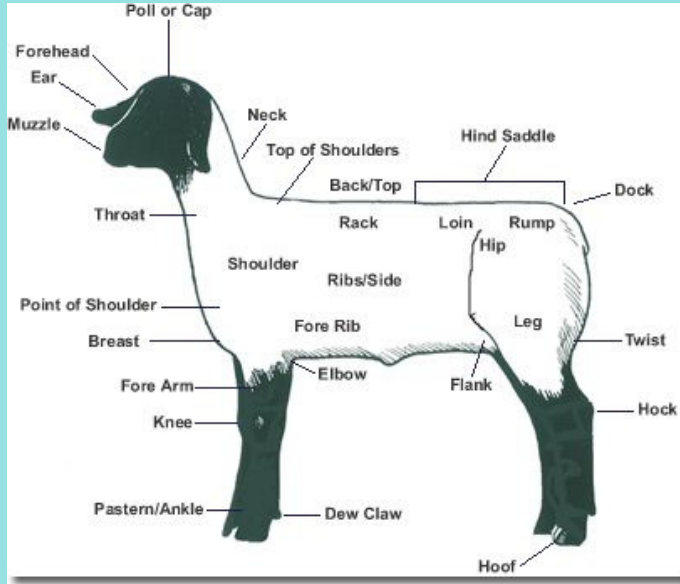 Poll or Cap
Forehead
Ear
Muzzle
Neck
Top of Shoulders
Hind Saddle
Back/Top
Dock
Throat
Rack
Loin
Rump
Hip
Shoulder
Ribs/Side
Point of Shoulder
Fore Rib
Leg
Breast
Twist
Elbow
Flank
Fore Arm
Hock
Knee
Pastern/Ankle
Dew Claw
Hoof